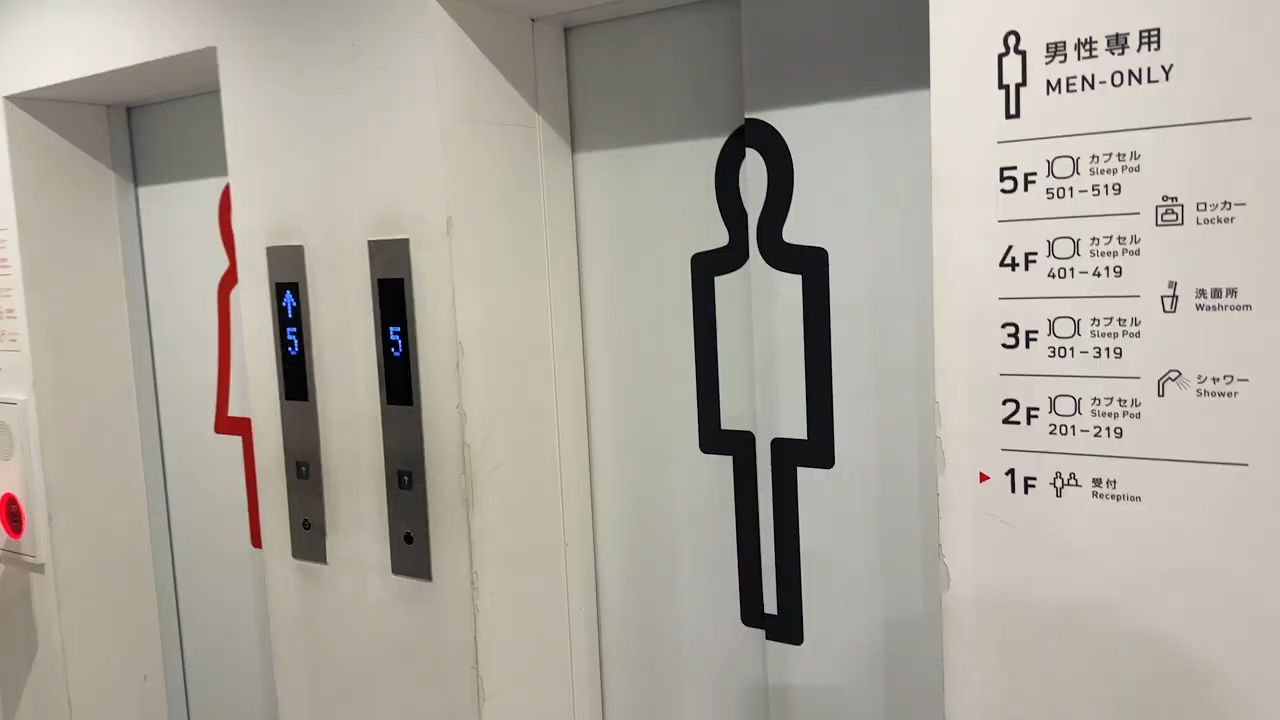 5
5
男性専用
MEN-ONLY
5F カプセル
Sleep Pod
501-519
ロッカー
Locker
4F カプセル
Sleep Pod
401-419
洗面所
Washroom
3F カプセル
Sleep Pod
301-319
シャワー
Shower
2F カプセル
Sleep Pod
201-219
1F 受付
Reception